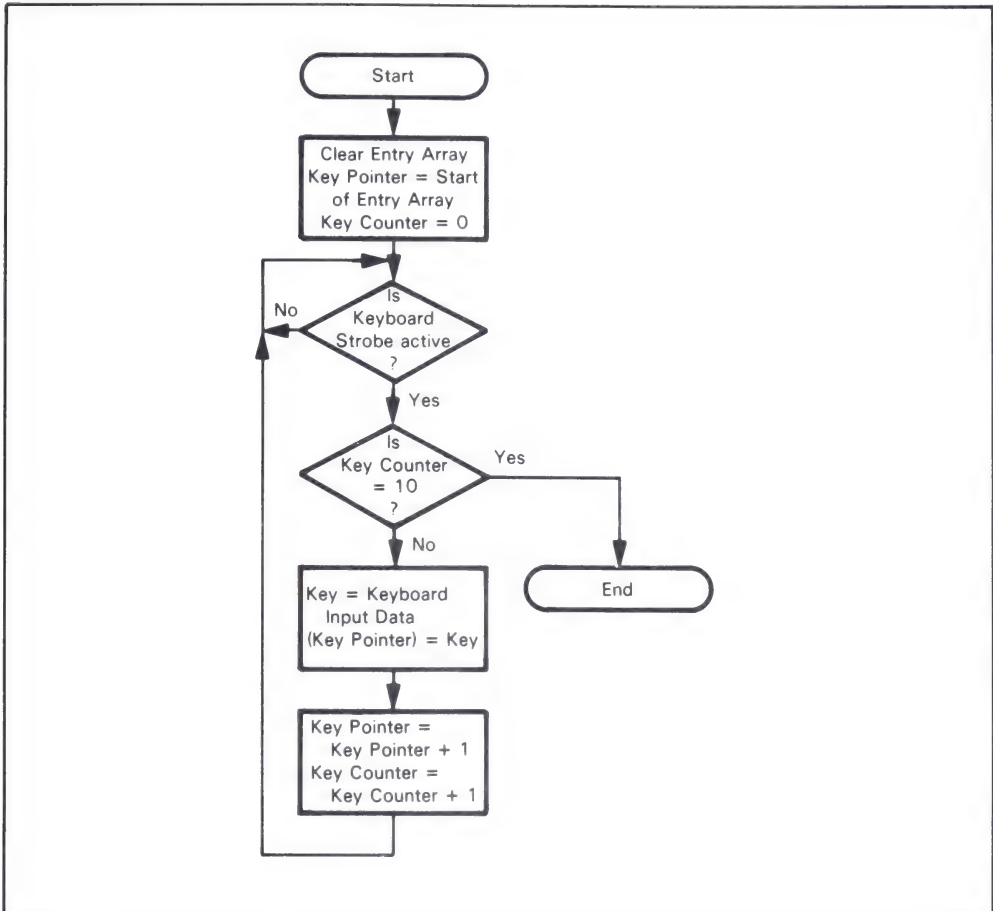 Start
Clear Entry Array
Key Pointer = Start
of Entry Array
Key Counter = 0
Is
Keyboard
Strobe active
?
No
Yes
Is
Key Counter
= 10
?
Yes
No
Key = Keyboard
Input Data
(Key Pointer) = Key
End
Key Pointer =
Key Pointer + 1
Key Counter =
Key Counter + 1